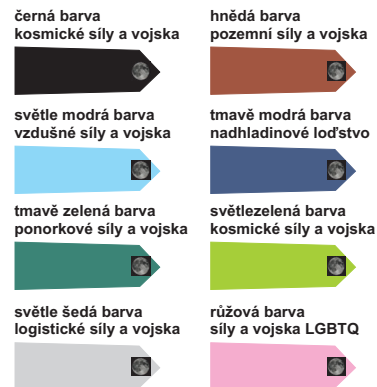 černá barva
kosmické síly a vojska
hnědá barva
pozemní síly a vojska
světle modrá barva
vzdušné síly a vojska
tmavě modrá barva
nadhladinové loďstvo
tmavě zelená barva
ponorkové síly a vojska
světlezelená barva
kosmické síly a vojska
světle šedá barva
logistické síly a vojska
růžová barva
síly a vojska LGBTQ